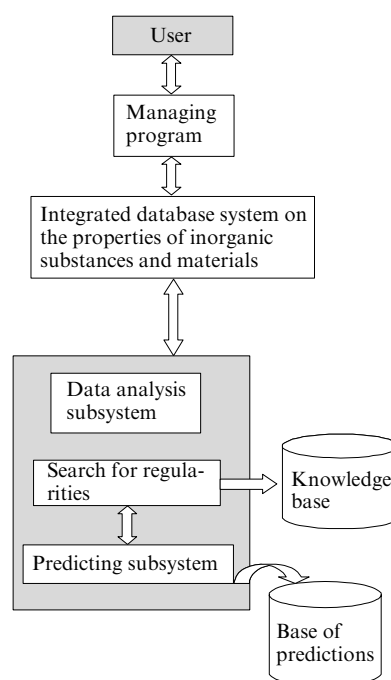 User
Managing
program
Integrated database system on
the properties of inorganic
substances and materials
Data analysis
subsystem
Search for regula-
rities
Knowledge
base
Predicting subsystem
Base of
predictions